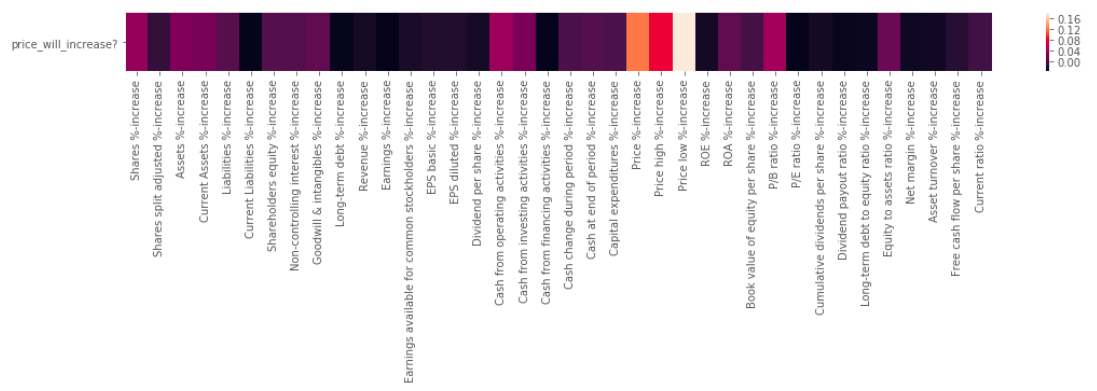 price_will_increase?
0.16
0.12
0.08
0.04
0.00
Shares %-increase
Shares split adjusted %-increase
Assets %-increase
Current Assets %-increase
Liabilities %-increase
Current Liabilities %-increase
Shareholders equity %-increase
Non-controlling interest %-increase
Goodwill & intangibles %-increase
Long-term debt %-increase
Revenue %-increase
Earnings %-increase
Earnings available for common stockholders %-increase
EPS basic %-increase
EPS diluted %-increase
Dividend per share %-increase
Cash from operating activities %-increase
Cash from investing activities %-increase
Cash from financing activities %-increase
Cash change during period %-increase
Cash at end of period %-increase
Capital expenditures %-increase
Price %-increase
Price high %-increase
Price low %-increase
ROE %-increase
ROA %-increase
Book value of equity per share %-increase
P/B ratio %-increase
P/E ratio %-increase
Cumulative dividends per share %-increase
Dividend payout ratio %-increase
Long-term debt to equity ratio %-increase
Equity to assets ratio %-increase
Net margin %-increase
Asset turnover %-increase
Free cash flow per share %-increase
Current ratio %-increase